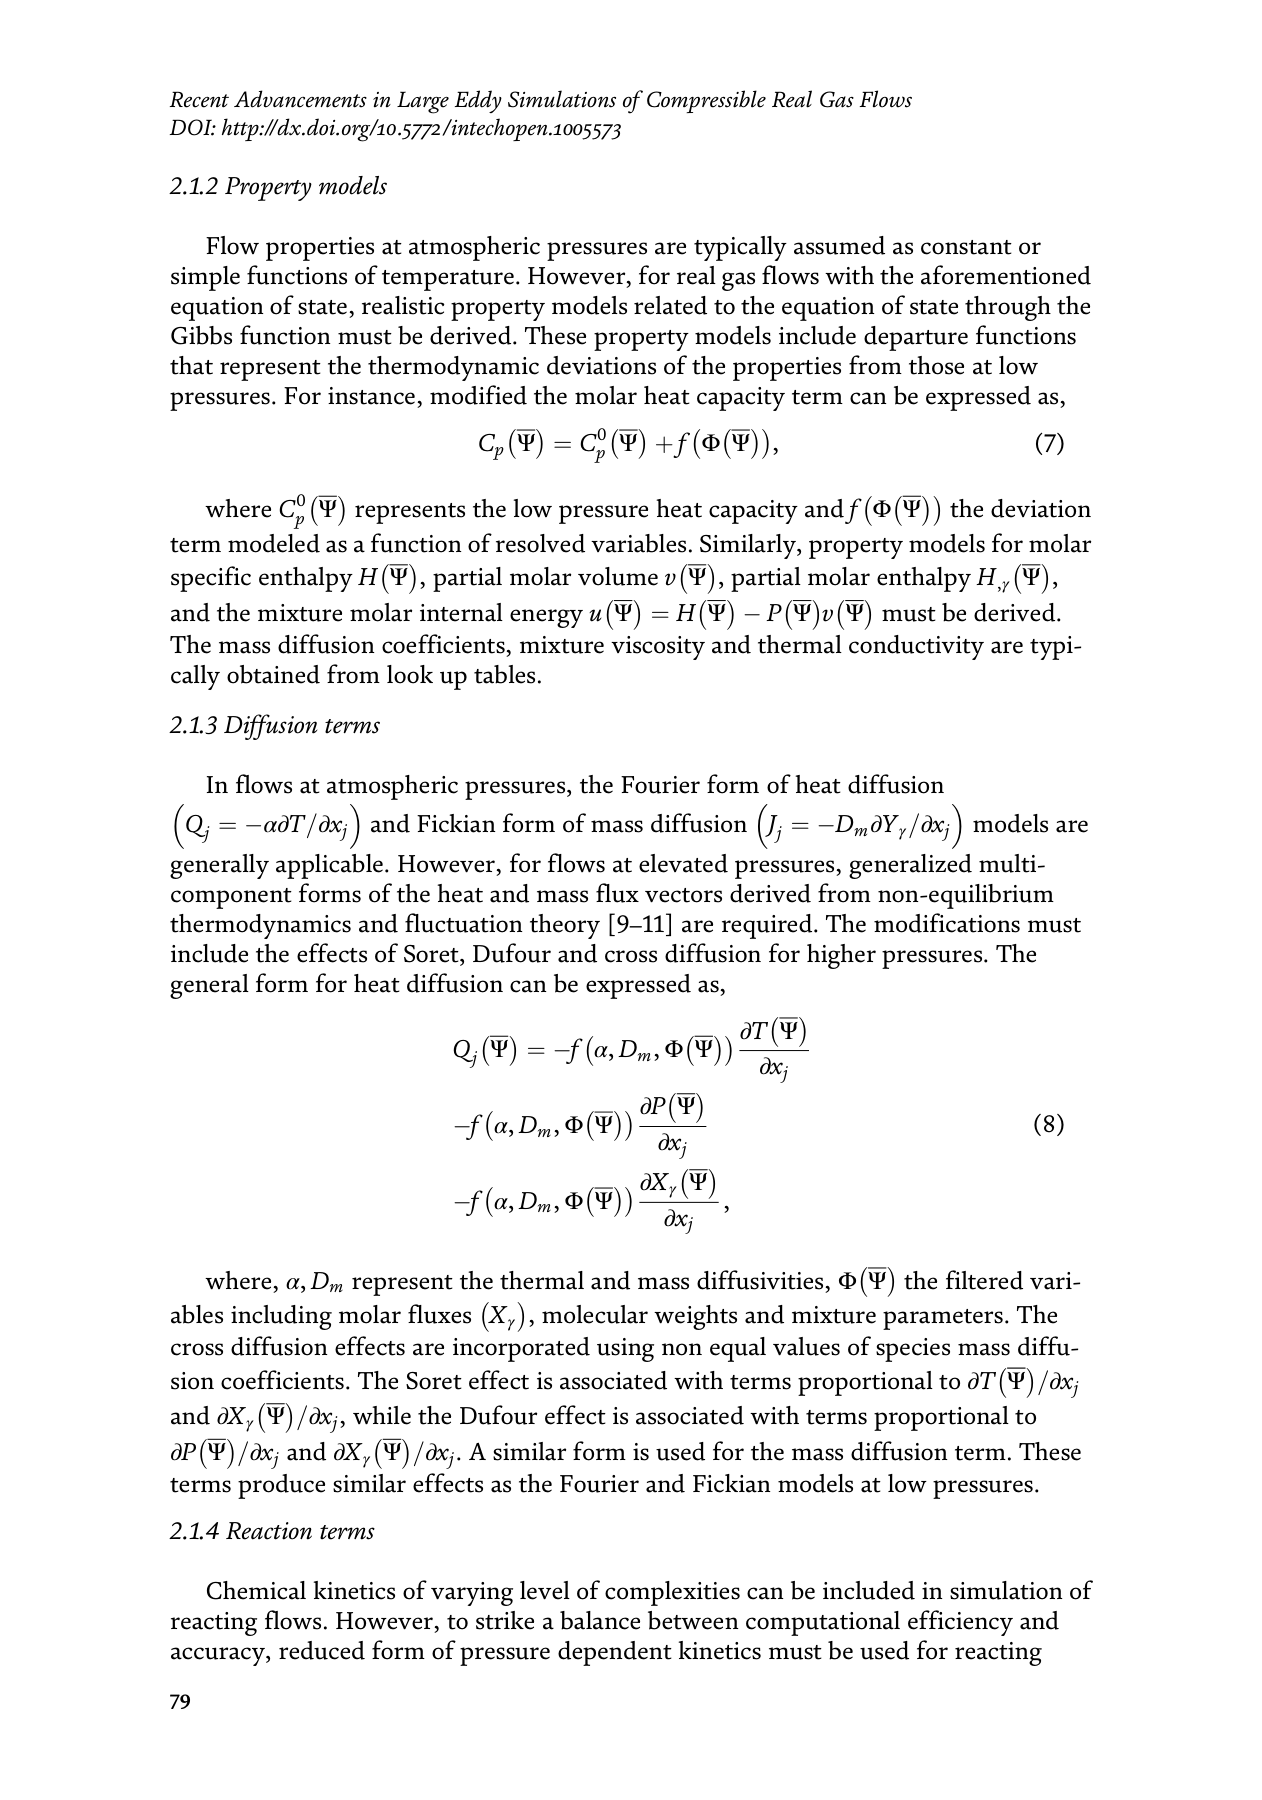 Recent Advancements in Large Eddy Simulations of Compressible Real Gas Flows
DOI: http://dx.doi.org/10.5772/intechopen.1005573
2.1.2 Property models
Flow properties at atmospheric pressures are typically assumed as constant or
simple functions of temperature. However, for real gas flows with the aforementioned
equation of state, realistic property models related to the equation of state through the
Gibbs function must be derived. These property models include departure functions
that represent the thermodynamic deviations of the properties from those at low
pressures. For instance, modified the molar heat capacity term can be expressed as,
$C_p(\overline{\Psi}) = C_p^0(\overline{\Psi}) + f(\Phi(\overline{\Psi})),$ (7)
where $C_p^0(\overline{\Psi})$ represents the low pressure heat capacity and $f(\Phi(\overline{\Psi}))$ the deviation
term modeled as a function of resolved variables. Similarly, property models for molar
specific enthalpy $H(\overline{\Psi})$, partial molar volume $v(\overline{\Psi})$, partial molar enthalpy $H_{,\gamma}(\overline{\Psi})$,
and the mixture molar internal energy $u(\overline{\Psi}) = H(\overline{\Psi}) - P(\overline{\Psi})v(\overline{\Psi})$ must be derived.
The mass diffusion coefficients, mixture viscosity and thermal conductivity are typi-
cally obtained from look up tables.
2.1.3 Diffusion terms
In flows at atmospheric pressures, the Fourier form of heat diffusion
$(Q_j = -\alpha \partial T/\partial x_j)$ and Fickian form of mass diffusion $(J_j = -D_m \partial Y_\gamma/\partial x_j)$ models are
generally applicable. However, for flows at elevated pressures, generalized multi-
component forms of the heat and mass flux vectors derived from non-equilibrium
thermodynamics and fluctuation theory [9–11] are required. The modifications must
include the effects of Soret, Dufour and cross diffusion for higher pressures. The
general form for heat diffusion can be expressed as,
$Q_j(\overline{\Psi}) = -f(\alpha, D_m, \Phi(\overline{\Psi})) \frac{\partial T(\overline{\Psi})}{\partial x_j}$
$-f(\alpha, D_m, \Phi(\overline{\Psi})) \frac{\partial P(\overline{\Psi})}{\partial x_j}$ (8)
$-f(\alpha, D_m, \Phi(\overline{\Psi})) \frac{\partial X_\gamma(\overline{\Psi})}{\partial x_j},$
where, $\alpha, D_m$ represent the thermal and mass diffusivities, $\Phi(\overline{\Psi})$ the filtered vari-
ables including molar fluxes $(X_\gamma)$, molecular weights and mixture parameters. The
cross diffusion effects are incorporated using non equal values of species mass diffu-
sion coefficients. The Soret effect is associated with terms proportional to $\partial T(\overline{\Psi})/\partial x_j$
and $\partial X_\gamma(\overline{\Psi})/\partial x_j$, while the Dufour effect is associated with terms proportional to
$\partial P(\overline{\Psi})/\partial x_j$ and $\partial X_\gamma(\overline{\Psi})/\partial x_j$. A similar form is used for the mass diffusion term. These
terms produce similar effects as the Fourier and Fickian models at low pressures.
2.1.4 Reaction terms
Chemical kinetics of varying level of complexities can be included in simulation of
reacting flows. However, to strike a balance between computational efficiency and
accuracy, reduced form of pressure dependent kinetics must be used for reacting
79